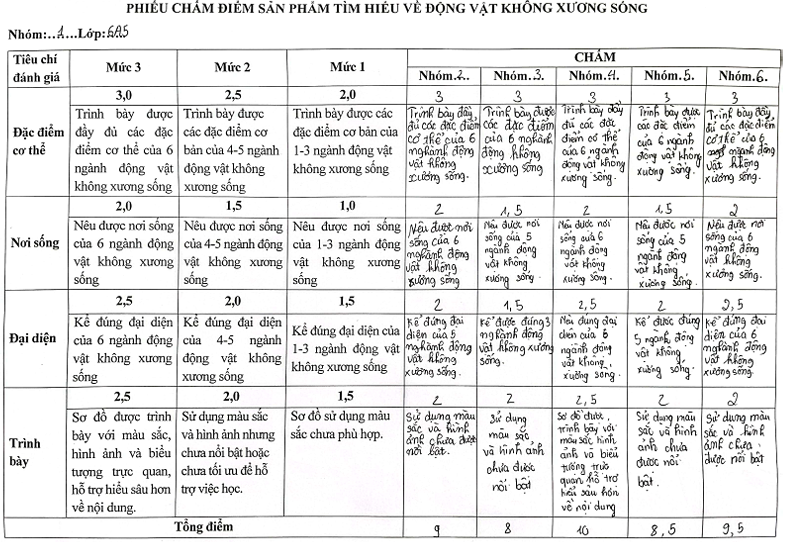 PHIẾU CHẤM ĐIỂM SẢN PHẨM TÌM HIỂU VỀ ĐỘNG VẬT KHÔNG XƯƠNG SỐNG
Nhóm:..1...Lớp:6A5
Tiêu chí đánh giá Mức 3 Mức 2 Mức 1 CHẤM
Nhóm.2.. Nhóm..3. Nhóm..4. Nhóm..5. Nhóm..6.
Đặc điểm cơ thể
3,0 2,5 2,0 3 3 3 3 3
Trình bày được
đầy đủ các đặc
điểm cơ thể của 6
ngành động vật
không xương sống
Trình bày được
các đặc điểm cơ
bản của 4-5 ngành
động vật không
xương sống
Trình bày được các
đặc điểm cơ bản của
1-3 ngành động vật
không xương sống
Trình bày đầy
đủ các đặc điểm
cơ thể của 6
nghành động
vật không
xương sống
Trình bày được
các đặc điểm
của 6 nghành
động không
xương sống
Trình bày đầy
đủ các đặc
điểm cơ thể
của 6 ngành
động vật không
xương sống.
Trình bày được
các đặc điểm
của 6 ngành
động vật không
xương sống.
Trình bày đầy
đủ các đặc điểm
cơ thể của 6
ngành động
vật không
xương sống.
Nơi sống
2,0 1,5 1,0 2 1,5 2 1,5 2
Nêu được nơi sống
của 6 ngành động
vật không xương
sống
Nêu được nơi sống
của 4-5 ngành động
vật không xương
sống
Nêu được nơi sống
của 1-3 ngành động
vật không xương
sống
Nêu được nơi
sống của 6
nghành động
vật không
xương sống
Nêu được nơi
sống của 5
ngành động
vật không
xương sống.
Nêu được nơi
sống của 6
ngành động
vật không
xương sống.
Nêu được nơi
sống của 5
ngành động
vật không
xương sống.
Nêu được nơi
sống của 6
nghành động
vật không
xương sống.
Đại diện
2,5 2,0 1,5 2 1,5 2,5 2 2,5
Kể đúng đại diện
của 6 ngành động
vật không xương
sống
Kể đúng đại diện
của 4-5 ngành
động vật không
xương sống
Kể đúng đại diện của
1-3 ngành động vật
không xương sống
Kể đúng đại
diện của 5
nghành động
vật không
xương sống.
Kể được đúng 3
nghành động vật
không xương
sống.
Nêu đúng đại
diện của 6
ngành động
vật không
xương sống.
Kể được đúng
5 ngành động
vật không
xương sống.
Kể đúng đại
diện của 6
nghành động
vật không
xương sống.
Trình bày
2,5 2,0 1,5 2 2 2,5 2 2
Sơ đồ được trình
bày với màu sắc,
hình ảnh và biểu
tượng trực quan,
hỗ trợ hiểu sâu hơn
về nội dung.
Sử dụng màu sắc
và hình ảnh nhưng
chưa nổi bật hoặc
chưa tối ưu để hỗ
trợ việc học.
Sơ đồ sử dụng màu
sắc chưa phù hợp.
Sử dụng màu
sắc và hình
ảnh chưa được
nổi bật.
Sử dụng
màu sắc
và hình ảnh
chưa được
nổi bật
Sơ đồ được
trình bày với
màu sắc, hình
ảnh và biểu
tượng trực
quan hỗ trợ
hiểu sâu hơn
về nội dung
Sử dụng màu
sắc và hình
ảnh chưa
được nổi
bật.
Sử dụng màu
sắc và hình
ảnh chưa
được nổi bật
Tổng điểm 9 8 10 8,5 9,5